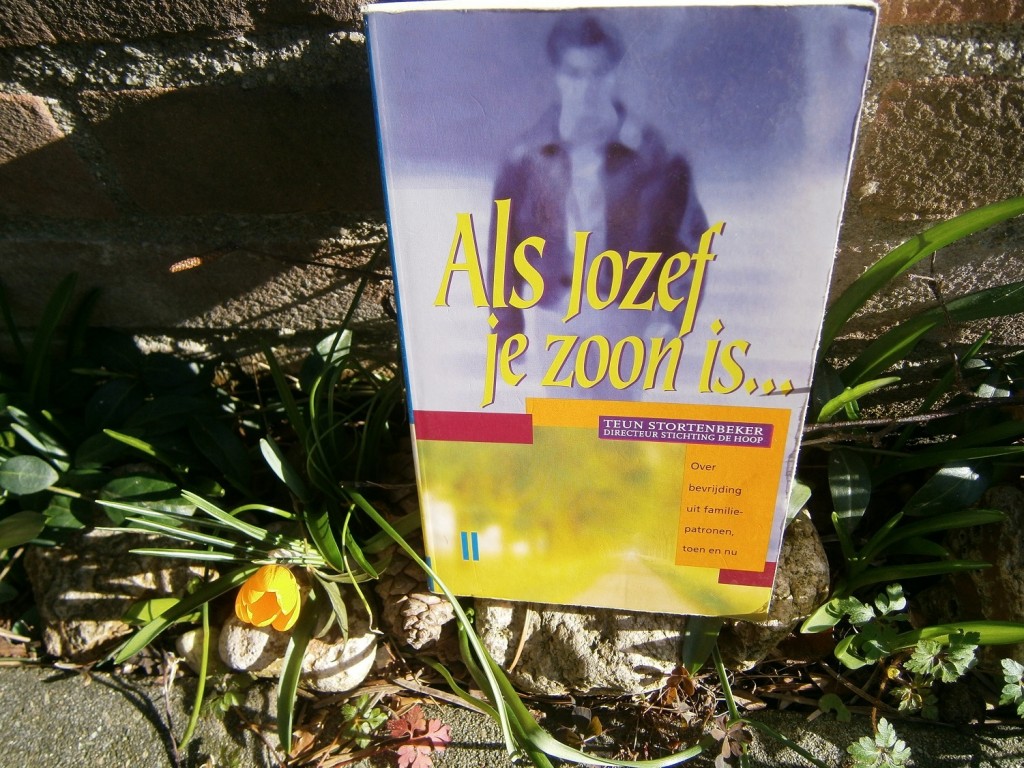 Als Jozef
je zoon is...
TEUN STORTENBEKER
DIRECTEUR STICHTING DE HOOP
Over
bevrijding
uit familie-
patronen,
toen en nu